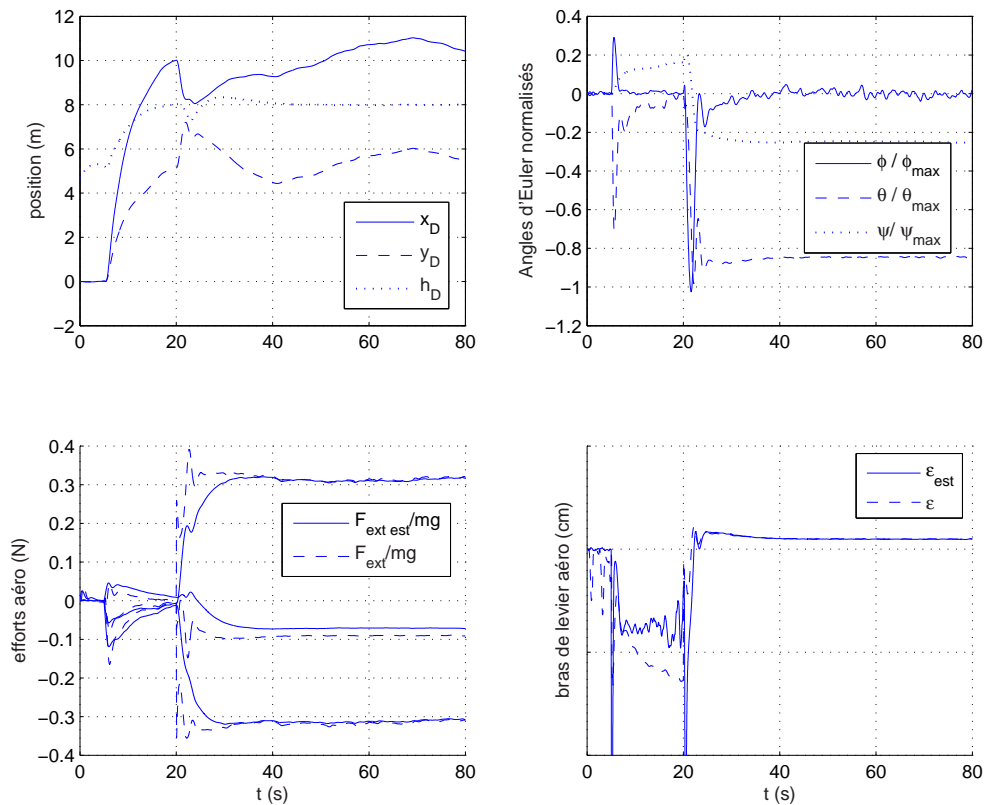 12
10
8
6
4
2
0
−2
0 20 40 60 80
position (m)
x_D
y_D
h_D
0.4
0.2
0
−0.2
−0.4
−0.6
−0.8
−1
−1.2
0 20 40 60 80
Angles d'Euler normalisés
ϕ / ϕ_max
θ / θ_max
ψ/ ψ_max
0.4
0.3
0.2
0.1
0
−0.1
−0.2
−0.3
−0.4
0 20 40 60 80
t (s)
efforts aéro (N)
F_ext est/mg
F_ext/mg
0 20 40 60 80
t (s)
bras de levier aéro (cm)
ε_est
ε